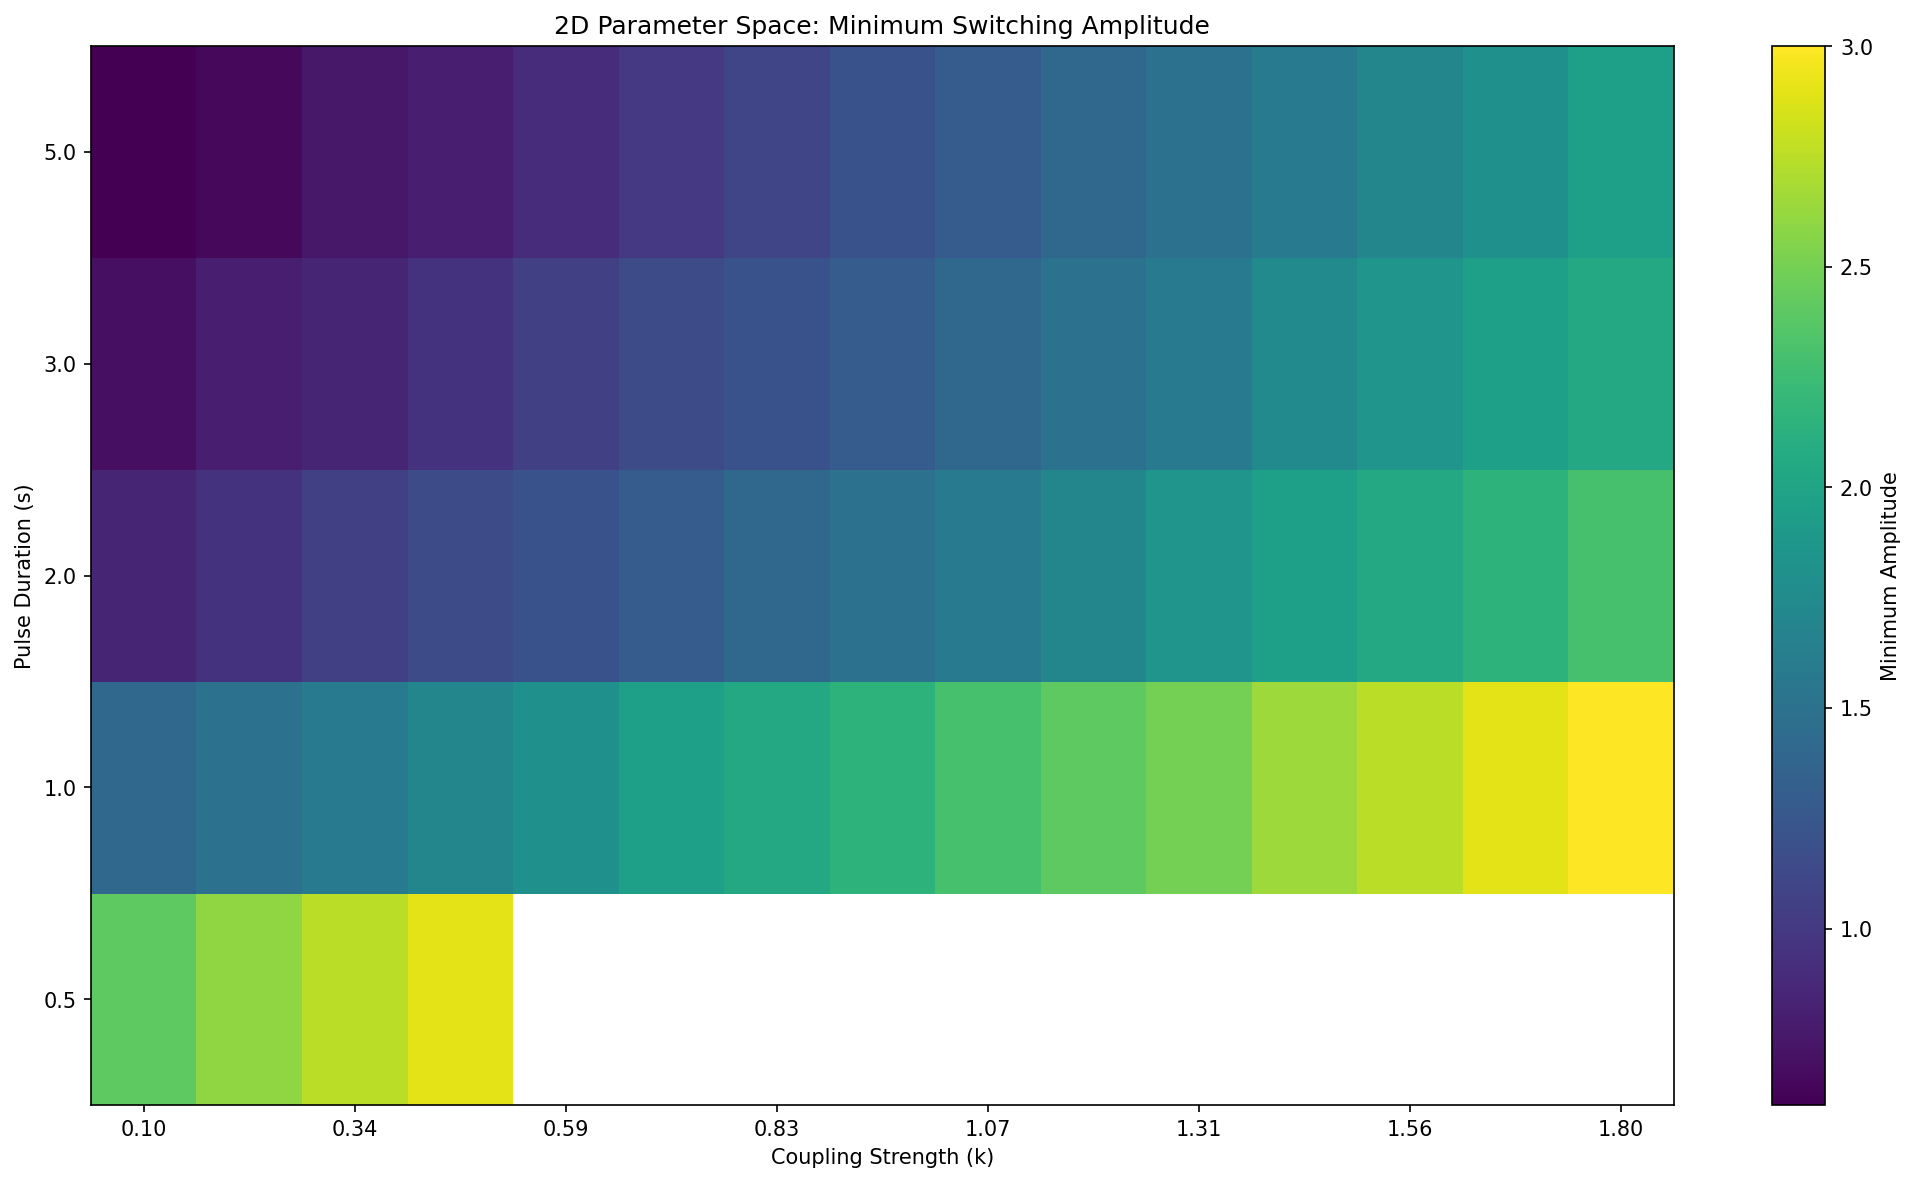 2D Parameter Space: Minimum Switching Amplitude
Pulse Duration (s)
5.0
3.0
2.0
1.0
0.5
0.10 0.34 0.59 0.83 1.07 1.31 1.56 1.80
Coupling Strength (k)
3.0
2.5
2.0
1.5
1.0
Minimum Amplitude